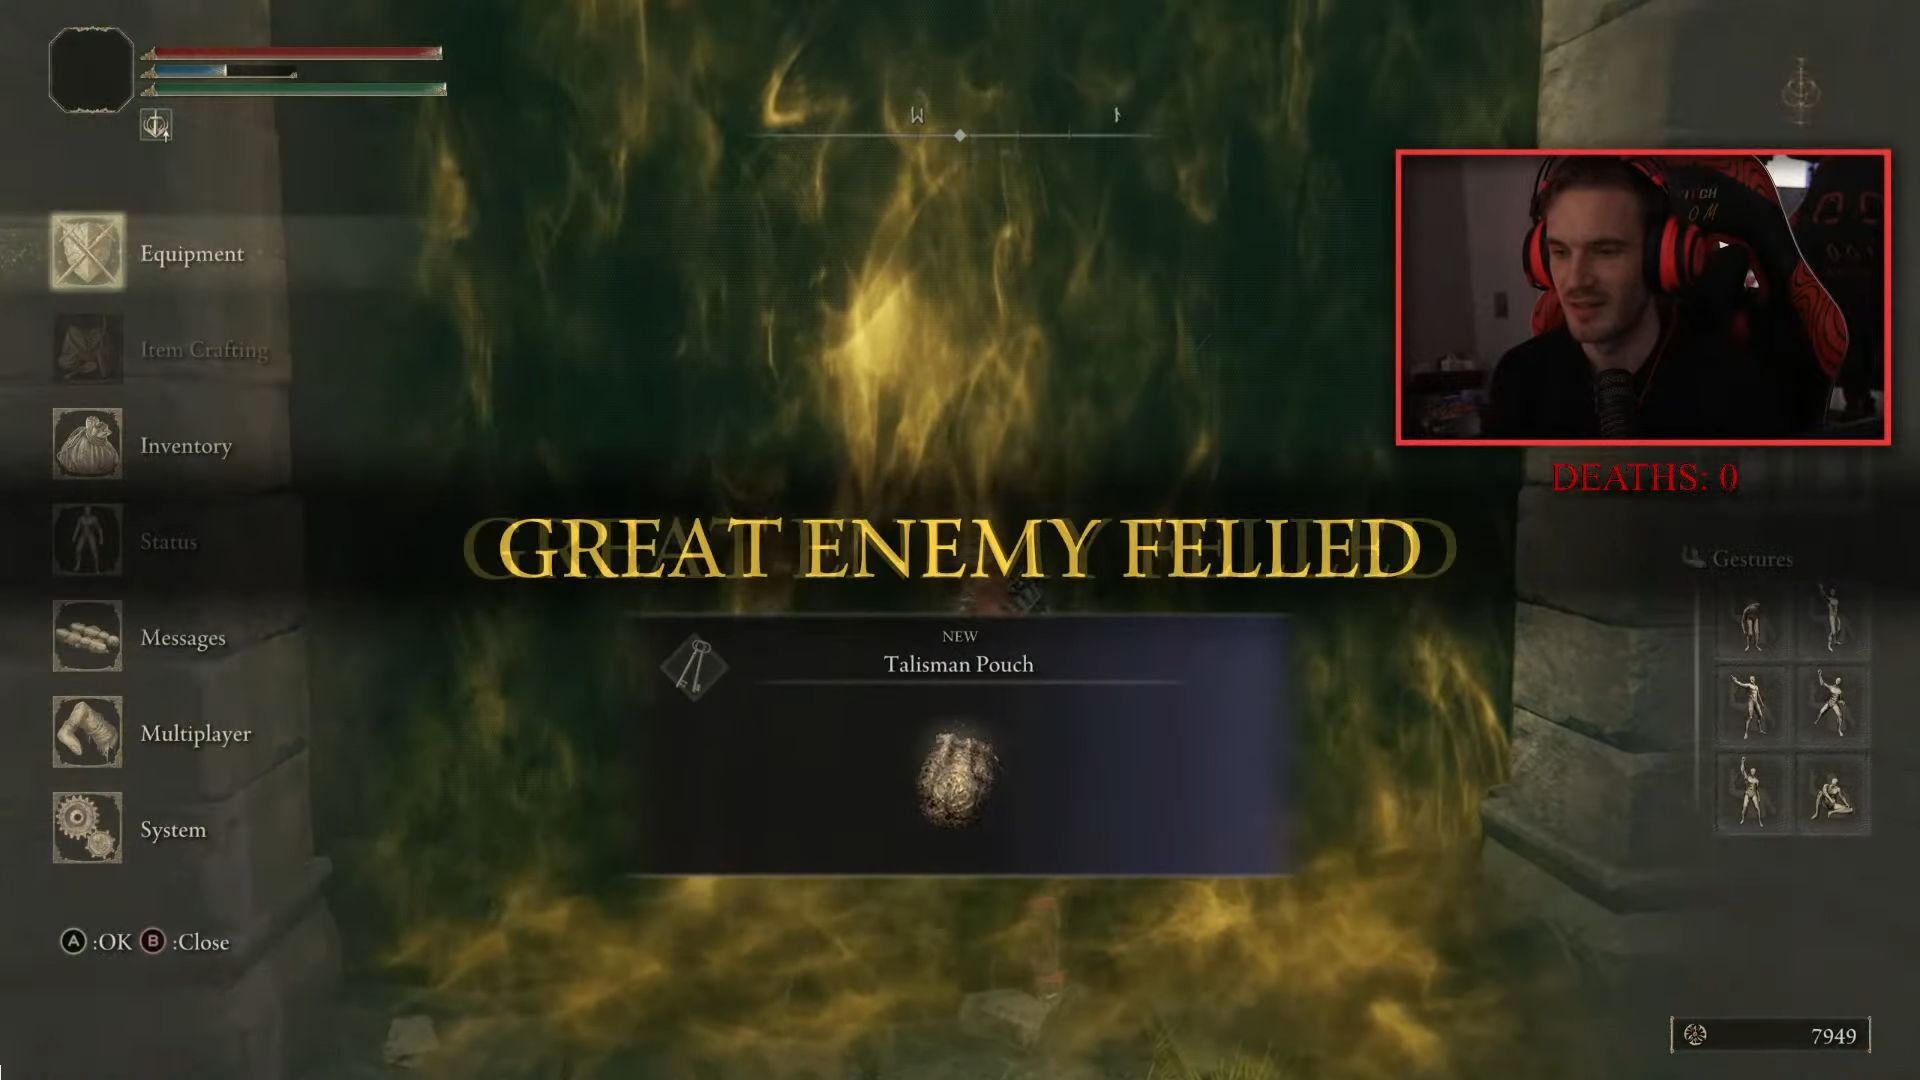 W
Equipment
Item Crafting
Inventory
DEATHS: 0
GREAT ENEMY FELLED
Status
Gestures
NEW
Talisman Pouch
Messages
Multiplayer
System
A :OK B :Close
7949